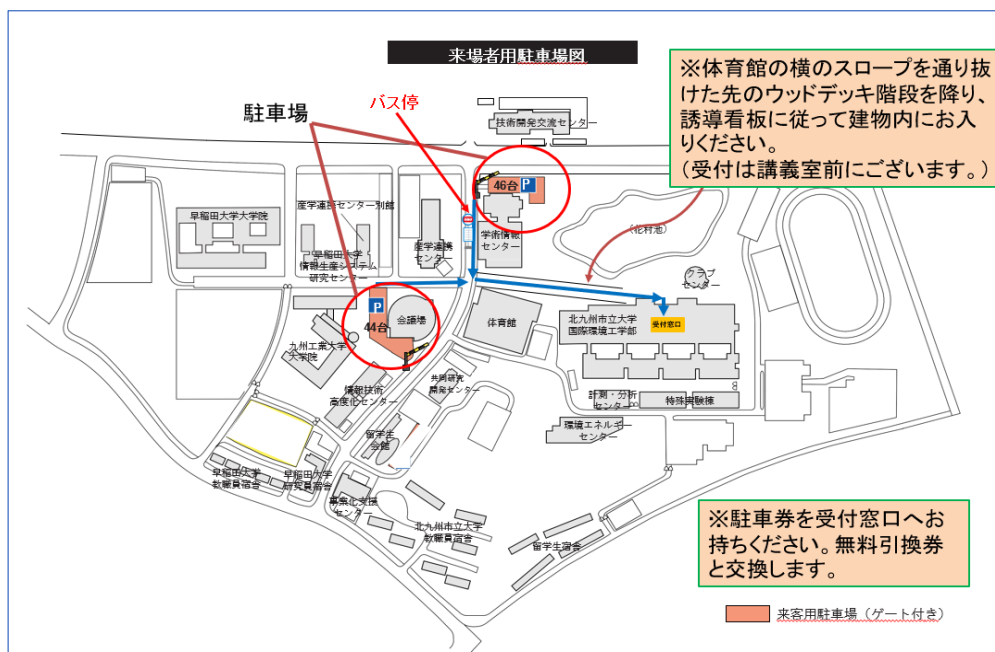 来場者用駐車場図
※体育館の横のスロープを通り抜
けた先のウッドデッキ階段を降り、
誘導看板に従って建物内にお入
りください。
(受付は講義室前にございます。)
駐車場
バス停
技術開発交流センター
46台
P
産学連携センター別館
早稲田大学大学院
早稲田大学
情報生産システム
研究センター
産学連携
センター
学術情報
センター
(花村池)
クラブ
センター
P
44台
会議場
体育館
北九州市立大学
国際環境工学部
受付窓口
九州工業大学
大学院
情報技術
高度化センター
共同研究
開発センター
計測・分析
センター
特殊実験棟
環境エネルギー
センター
留学生
会館
早稲田大学
教職員宿舎
早稲田大学
研究員宿舎
事業化支援
センター
北九州市立大学
教職員宿舎
留学生宿舎
※駐車券を受付窓口へお
持ちください。無料引換券
と交換します。
来客用駐車場(ゲート付き)